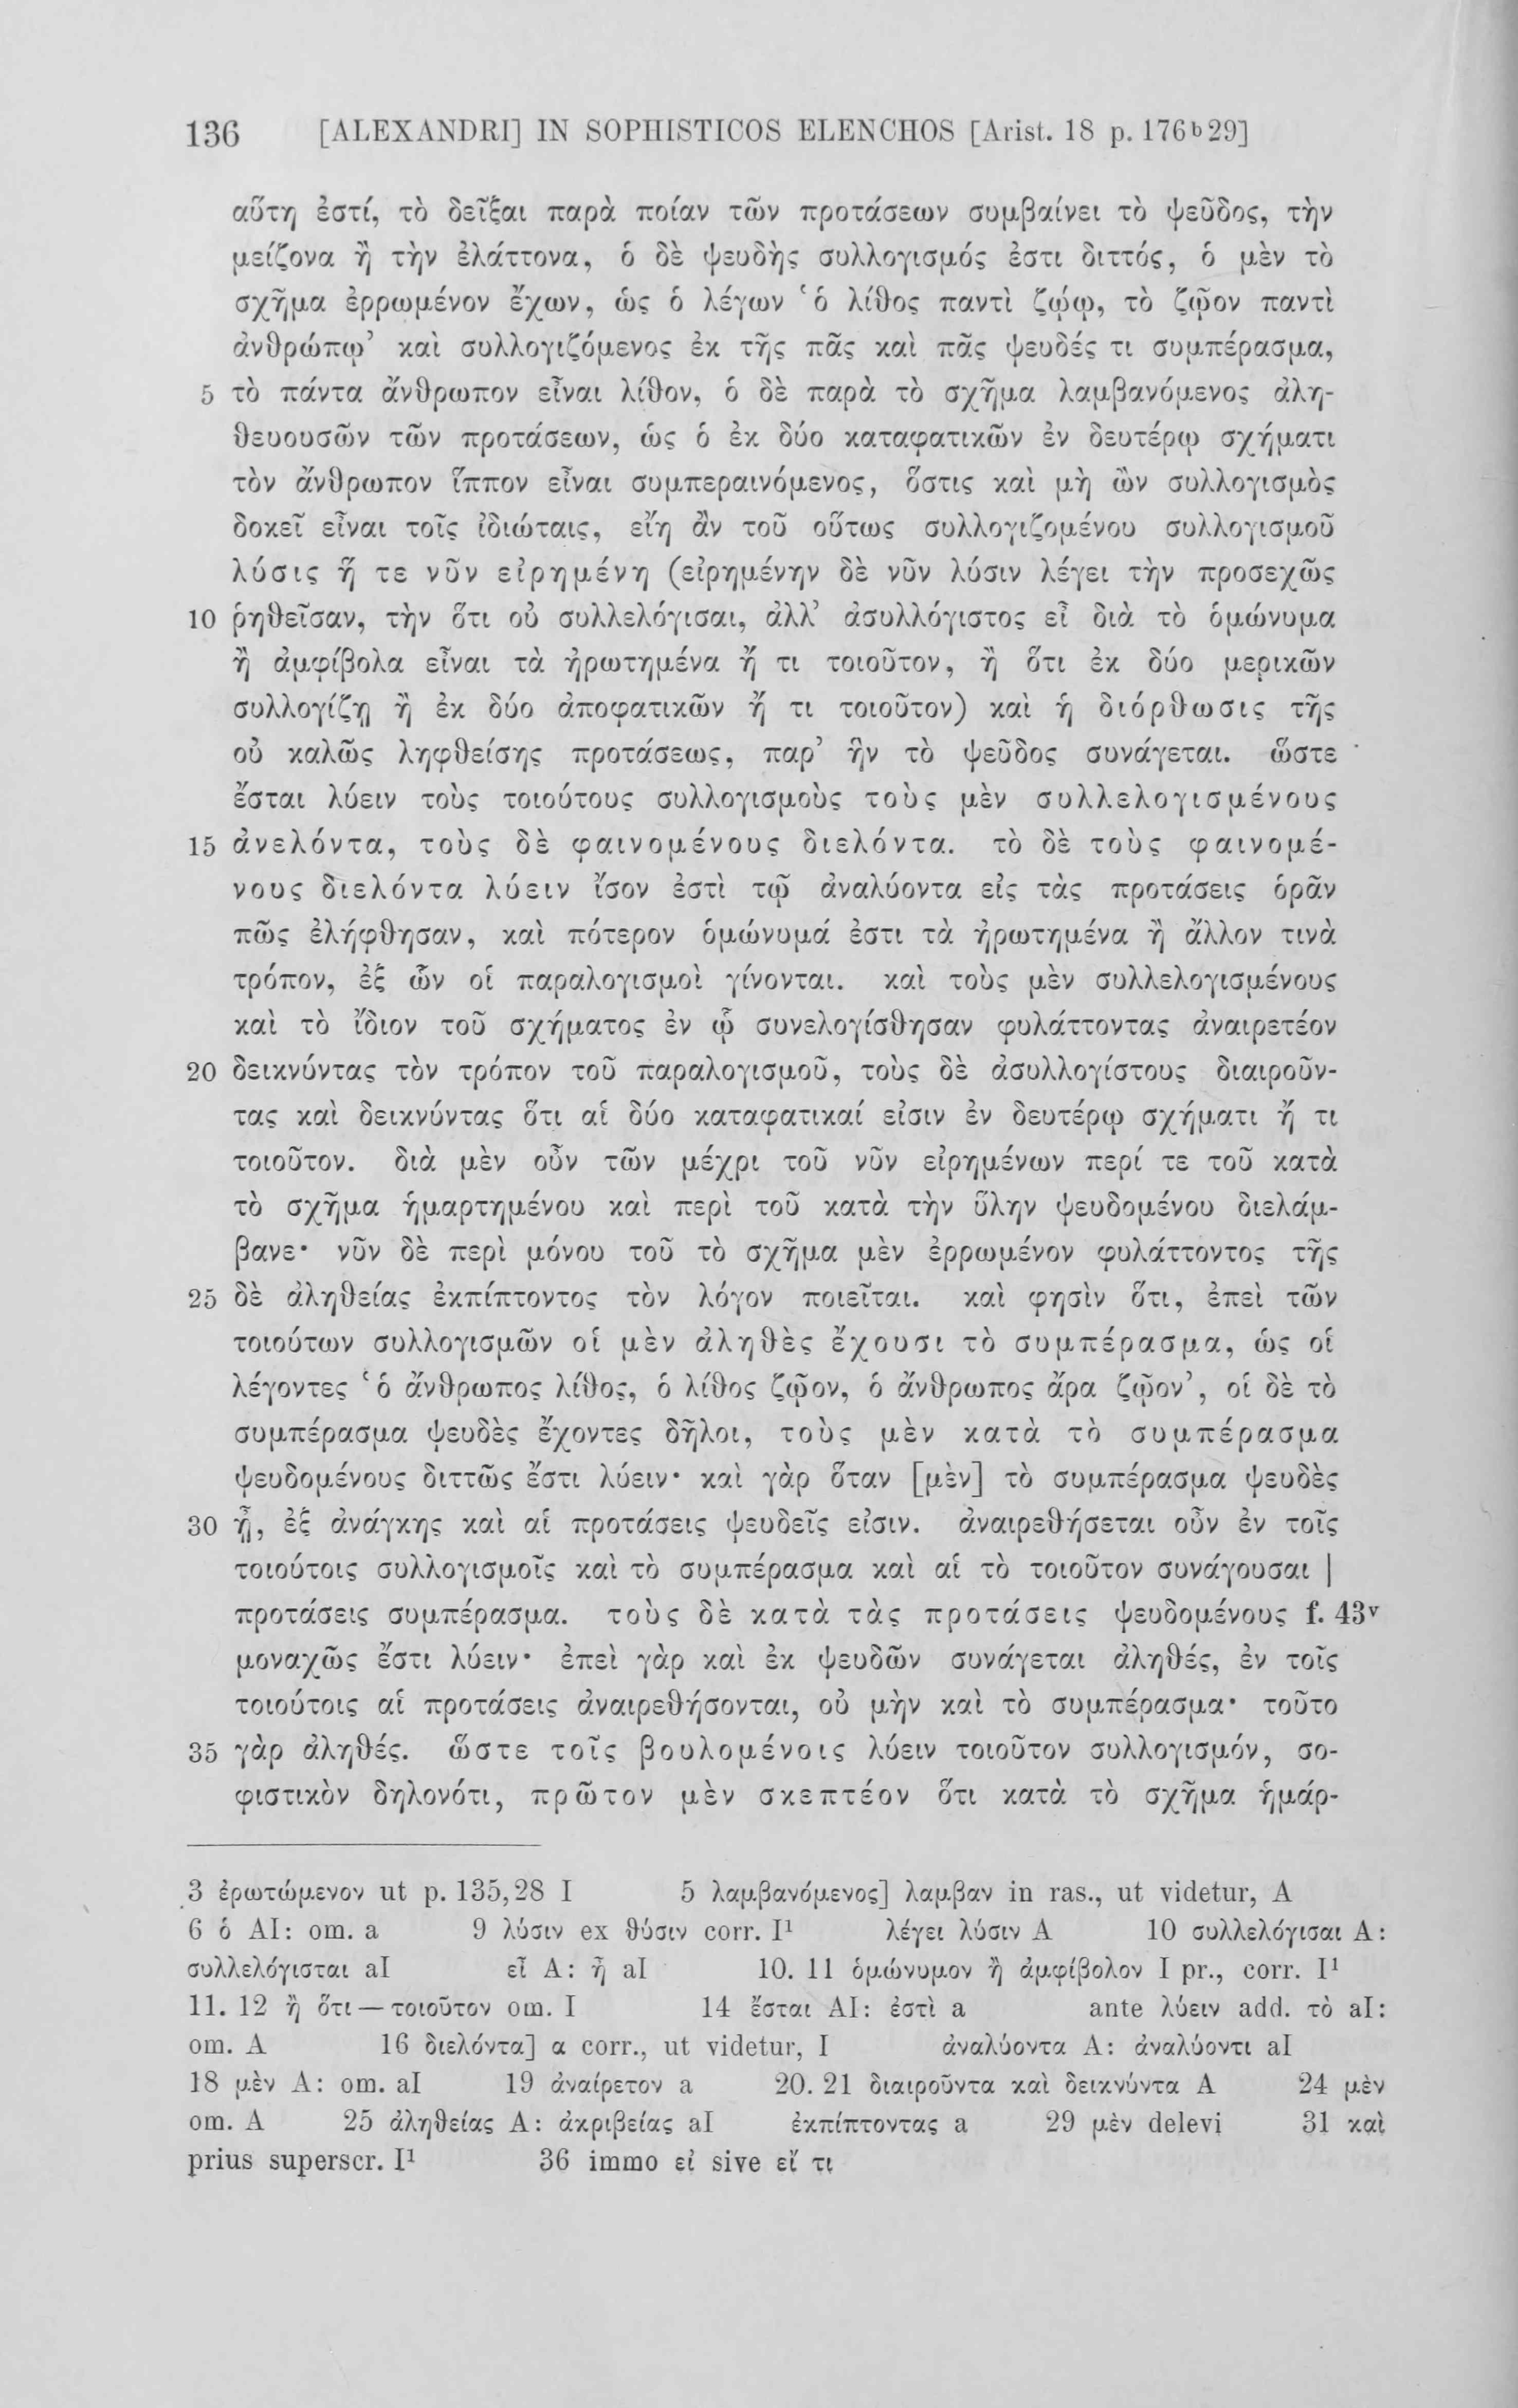 136 [ALEXANDRI] IN SOPHISTICOS ELENCHOS [Arist. 18 p. 176ᵇ29]
αὕτη ἐστί, τὸ δεῖξαι παρὰ ποίαν τῶν προτάσεων συμβαίνει τὸ ψεῦδος, τὴν
μείζονα ἢ τὴν ἐλάττονα, ὁ δὲ ψευδὴς συλλογισμός ἐστι διττός, ὁ μὲν τὸ
σχῆμα ἐρρωμένον ἔχων, ὡς ὁ λέγων ‘ὁ λίθος παντὶ ζῴῳ, τὸ ζῷον παντὶ
ἀνθρώπῳ’ καὶ συλλογιζόμενος ἐκ τῆς πᾶς καὶ πᾶς ψευδές τι συμπέρασμα,
5 τὸ πάντα ἄνθρωπον εἶναι λίθον, ὁ δὲ παρὰ τὸ σχῆμα λαμβανόμενος ἀλη-
θευουσῶν τῶν προτάσεων, ὡς ὁ ἐκ δύο καταφατικῶν ἐν δευτέρῳ σχήματι
τὸν ἄνθρωπον ἵππον εἶναι συμπεραινόμενος, ὅστις καὶ μὴ ὢν συλλογισμὸς
δοκεῖ εἶναι τοῖς ἰδιώταις, εἴη ἂν τοῦ οὕτως συλλογιζομένου συλλογισμοῦ
λύσις ἥ τε νῦν εἰρημένη (εἰρημένην δὲ νῦν λύσιν λέγει τὴν προσεχῶς
10 ῥηθεῖσαν, τὴν ὅτι οὐ συλλελόγισαι, ἀλλ’ ἀσυλλόγιστος εἶ διὰ τὸ ὁμώνυμα
ἢ ἀμφίβολα εἶναι τὰ ἠρωτημένα ἤ τι τοιοῦτον, ἢ ὅτι ἐκ δύο μερικῶν
συλλογίζῃ ἢ ἐκ δύο ἀποφατικῶν ἤ τι τοιοῦτον) καὶ ἡ διόρθωσις τῆς
οὐ καλῶς ληφθείσης προτάσεως, παρ’ ἣν τὸ ψεῦδος συνάγεται. ὥστε
ἔσται λύειν τοὺς τοιούτους συλλογισμοὺς τοὺς μὲν συλλελογισμένους
15 ἀνελόντα, τοὺς δὲ φαινομένους διελόντα. τὸ δὲ τοὺς φαινομέ-
νους διελόντα λύειν ἴσον ἐστὶ τῷ ἀναλύοντα εἰς τὰς προτάσεις ὁρᾶν
πῶς ἐλήφθησαν, καὶ πότερον ὁμώνυμά ἐστι τὰ ἠρωτημένα ἢ ἄλλον τινὰ
τρόπον, ἐξ ὧν οἱ παραλογισμοὶ γίνονται. καὶ τοὺς μὲν συλλελογισμένους
καὶ τὸ ἴδιον τοῦ σχήματος ἐν ᾧ συνελογίσθησαν φυλάττοντας ἀναιρετέον
20 δεικνύντας τὸν τρόπον τοῦ παραλογισμοῦ, τοὺς δὲ ἀσυλλογίστους διαιροῦν-
τας καὶ δεικνύντας ὅτι αἱ δύο καταφατικαί εἰσιν ἐν δευτέρῳ σχήματι ἤ τι
τοιοῦτον. διὰ μὲν οὖν τῶν μέχρι τοῦ νῦν εἰρημένων περί τε τοῦ κατὰ
τὸ σχῆμα ἡμαρτημένου καὶ περὶ τοῦ κατὰ τὴν ὕλην ψευδομένου διελάμ-
βανε· νῦν δὲ περὶ μόνου τοῦ τὸ σχῆμα μὲν ἐρρωμένον φυλάττοντος τῆς
25 δὲ ἀληθείας ἐκπίπτοντος τὸν λόγον ποιεῖται. καὶ φησὶν ὅτι, ἐπεὶ τῶν
τοιούτων συλλογισμῶν οἱ μὲν ἀληθὲς ἔχουσι τὸ συμπέρασμα, ὡς οἱ
λέγοντες ‘ὁ ἄνθρωπος λίθος, ὁ λίθος ζῷον, ὁ ἄνθρωπος ἄρα ζῷον’, οἱ δὲ τὸ
συμπέρασμα ψευδὲς ἔχοντες δῆλοι, τοὺς μὲν κατὰ τὸ συμπέρασμα
ψευδομένους διττῶς ἔστι λύειν· καὶ γὰρ ὅταν [μὲν] τὸ συμπέρασμα ψευδὲς
30 ᾖ, ἐξ ἀνάγκης καὶ αἱ προτάσεις ψευδεῖς εἰσιν. ἀναιρεθήσεται οὖν ἐν τοῖς
τοιούτοις συλλογισμοῖς καὶ τὸ συμπέρασμα καὶ αἱ τὸ τοιοῦτον συνάγουσαι |
προτάσεις συμπέρασμα. τοὺς δὲ κατὰ τὰς προτάσεις ψευδομένους f. 43ᵛ
μοναχῶς ἔστι λύειν· ἐπεὶ γὰρ καὶ ἐκ ψευδῶν συνάγεται ἀληθές, ἐν τοῖς
τοιούτοις αἱ προτάσεις ἀναιρεθήσονται, οὐ μὴν καὶ τὸ συμπέρασμα· τοῦτο
35 γὰρ ἀληθές. ὥστε τοῖς βουλομένοις λύειν τοιοῦτον συλλογισμόν, σο-
φιστικὸν δηλονότι, πρῶτον μὲν σκεπτέον ὅτι κατὰ τὸ σχῆμα ἡμάρ-
3 ἐρωτώμενον ut p. 135,28 I 5 λαμβανόμενος] λαμβαν in ras., ut videtur, A
6 ὁ AI: om. a 9 λύσιν ex θύσιν corr. I¹ λέγει λύσιν A 10 συλλελόγισαι A:
συλλελόγισται aI εἶ A: ἦ aI 10. 11 ὁμώνυμον ἢ ἀμφίβολον I pr., corr. I¹
11. 12 ἢ ὅτι — τοιοῦτον om. I 14 ἔσται AI: ἐστὶ a ante λύειν add. τὸ aI:
om. A 16 διελόντα] α corr., ut videtur, I ἀναλύοντα A: ἀναλύοντι aI
18 μὲν A: om. aI 19 ἀναίρετον a 20. 21 διαιροῦντα καὶ δεικνύντα A 24 μὲν
om. A 25 ἀληθείας A: ἀκριβείας aI ἐκπίπτοντας a 29 μὲν delevi 31 καὶ
prius superscr. I¹ 36 immo εἰ sive εἴ τι